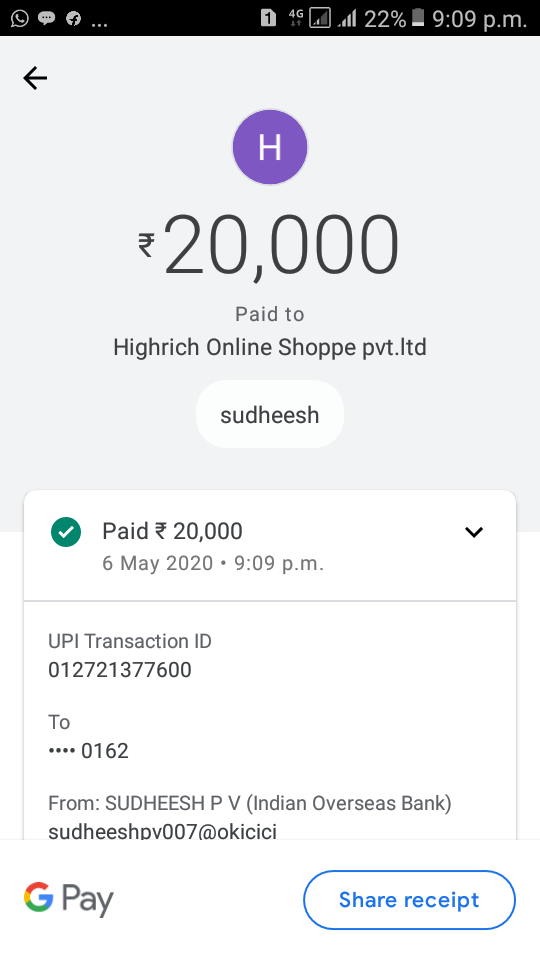 ... 1 4G 22% 9:09 p.m.
H
₹20,000
Paid to
Highrich Online Shoppe pvt.ltd
sudheesh
Paid ₹ 20,000
6 May 2020 • 9:09 p.m.
UPI Transaction ID
012721377600
To
•••• 0162
From: SUDHEESH P V (Indian Overseas Bank)
sudheeshpv007@okicici
G Pay
Share receipt